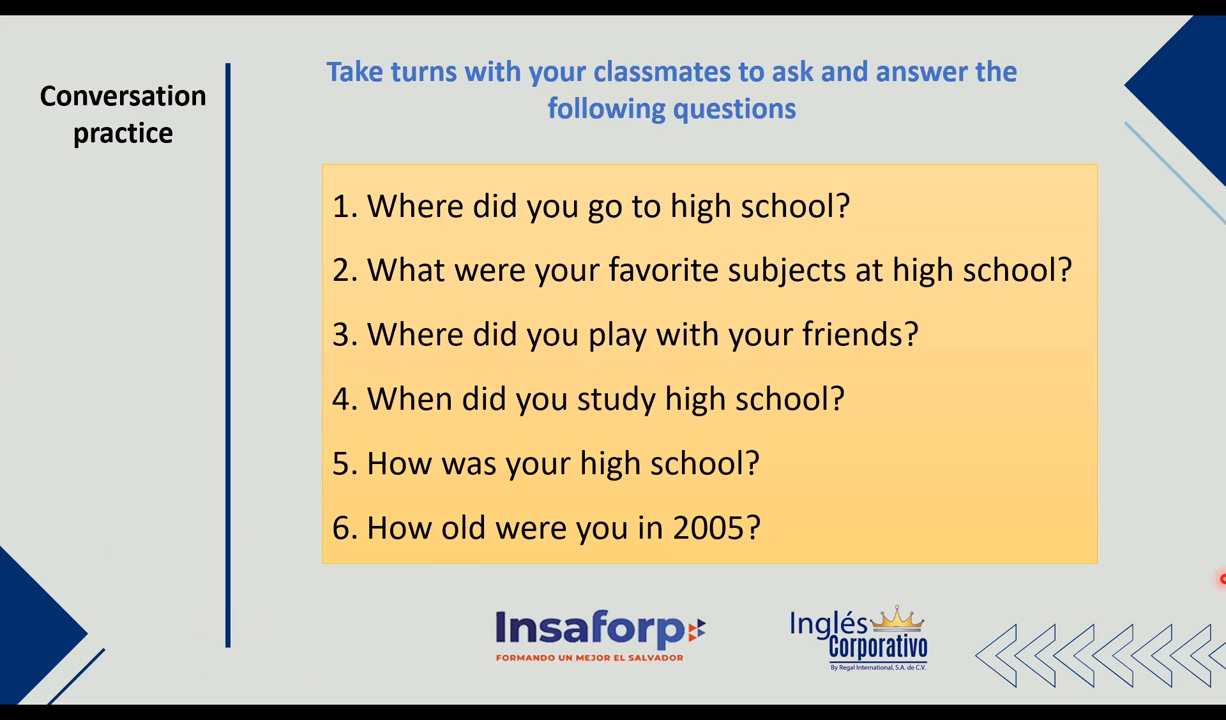 Conversation
practice
Take turns with your classmates to ask and answer the
following questions
1. Where did you go to high school?
2. What were your favorite subjects at high school?
3. Where did you play with your friends?
4. When did you study high school?
5. How was your high school?
6. How old were you in 2005?
Insaforp
FORMANDO UN MEJOR EL SALVADOR
Inglés
Corporativo
By Regal International, S.A. de C.V.